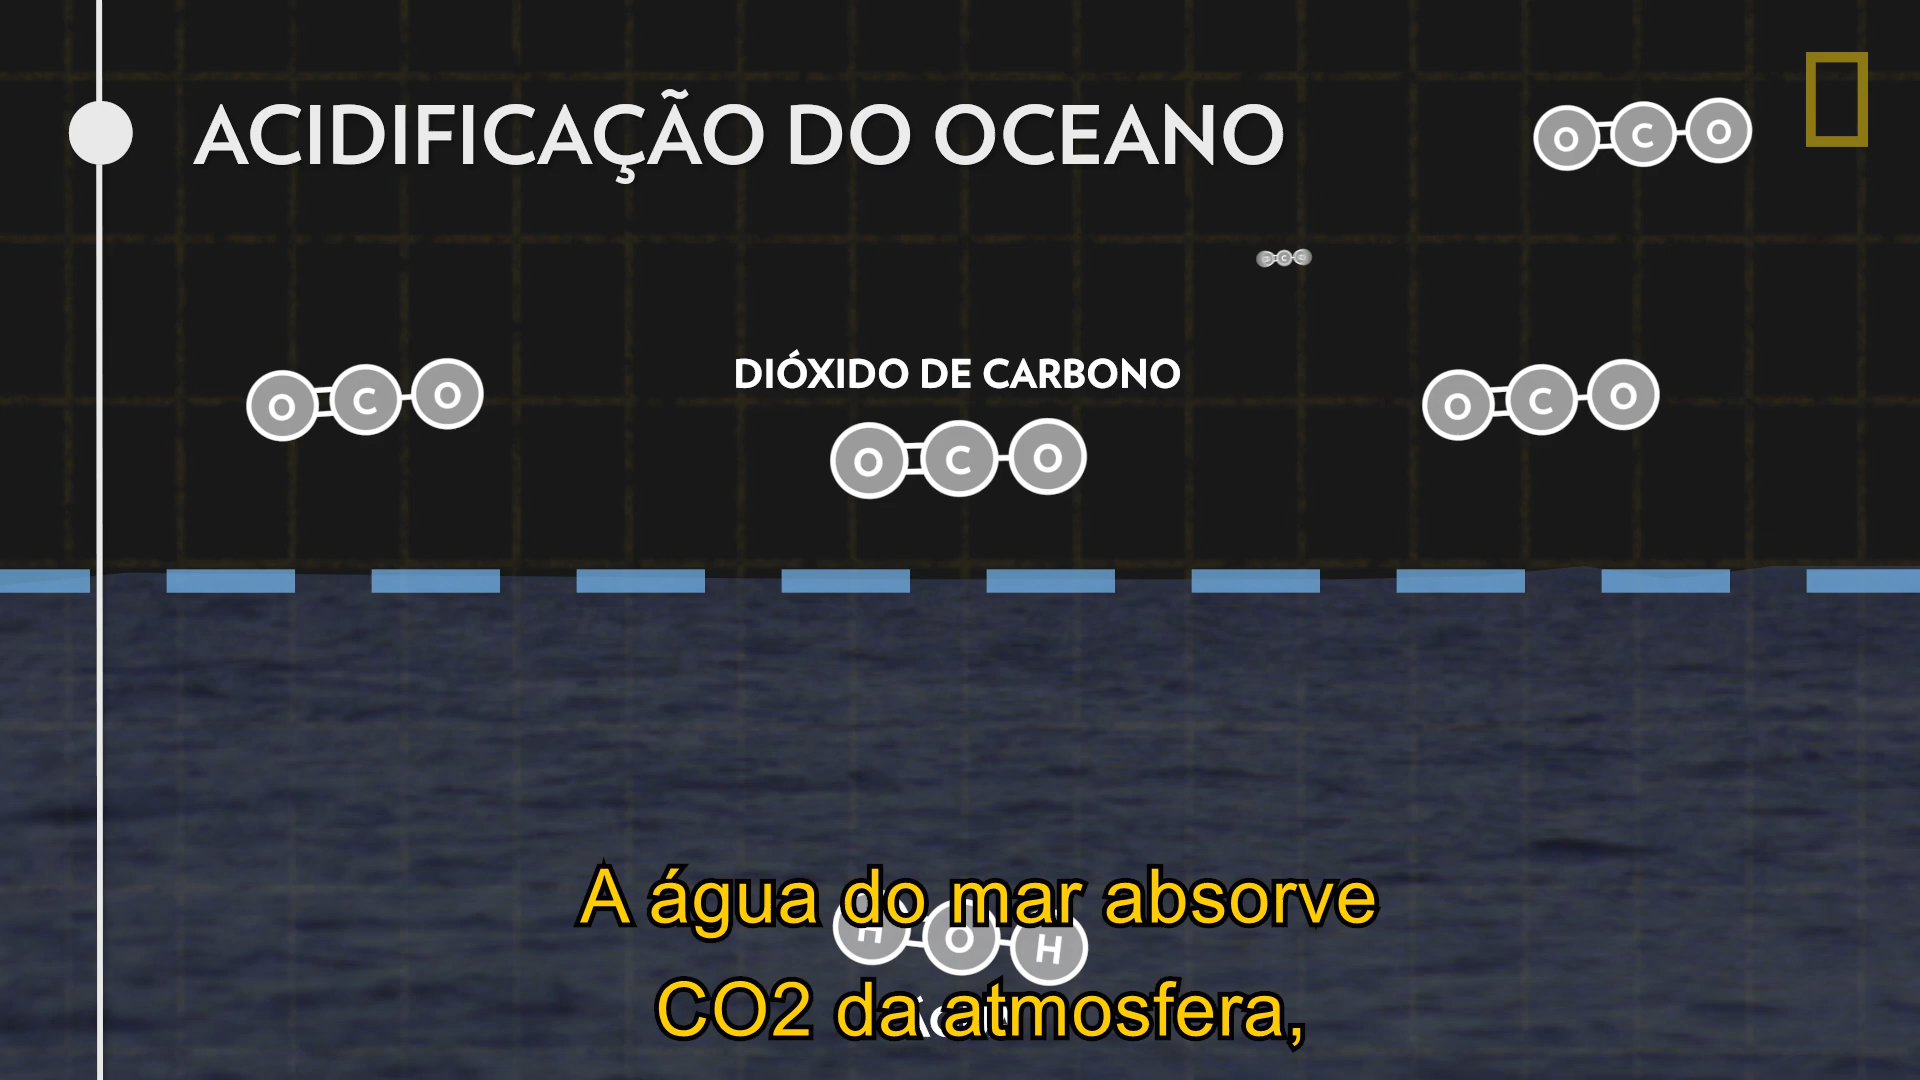 ACIDIFICAÇÃO DO OCEANO
O C O
O C O
DIÓXIDO DE CARBONO
O C O
O C O
O C O
A água do mar absorve
H O H
CO2 da atmosfera,